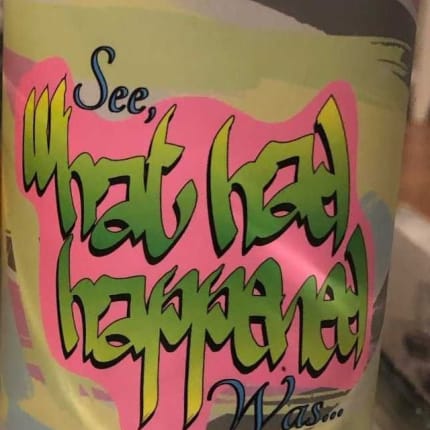 See,
What had
happened
Was...